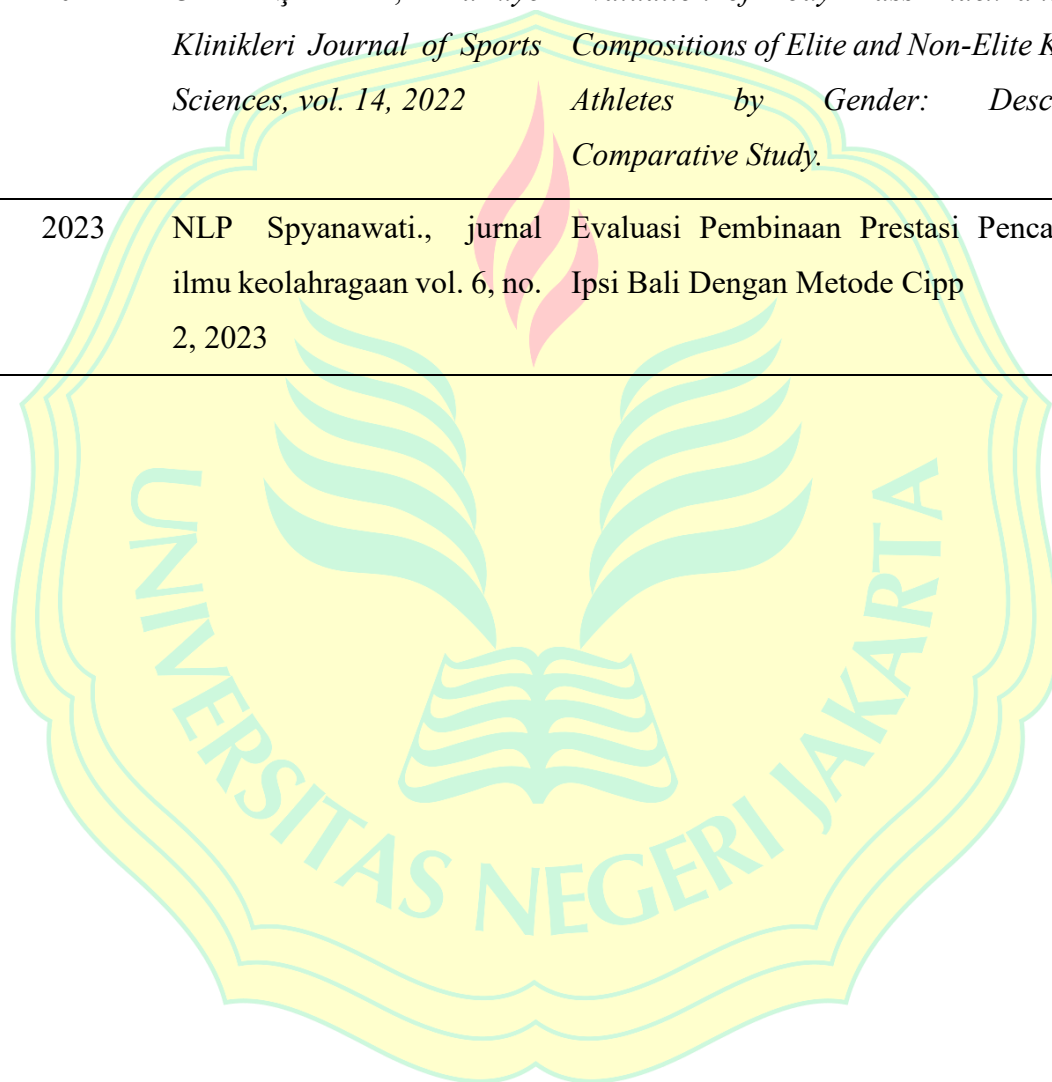 Klinikleri Journal of Sports Compositions of Elite and Non-Elite
Sciences, vol. 14, 2022 Athletes by Gender:
Comparative Study.
2023 NLP Spyanawati., jurnal Evaluasi Pembinaan Prestasi
ilmu keolahragaan vol. 6, no. Ipsi Bali Dengan Metode Cipp
2, 2023
UNIVERSITAS NEGERI JAKARTA